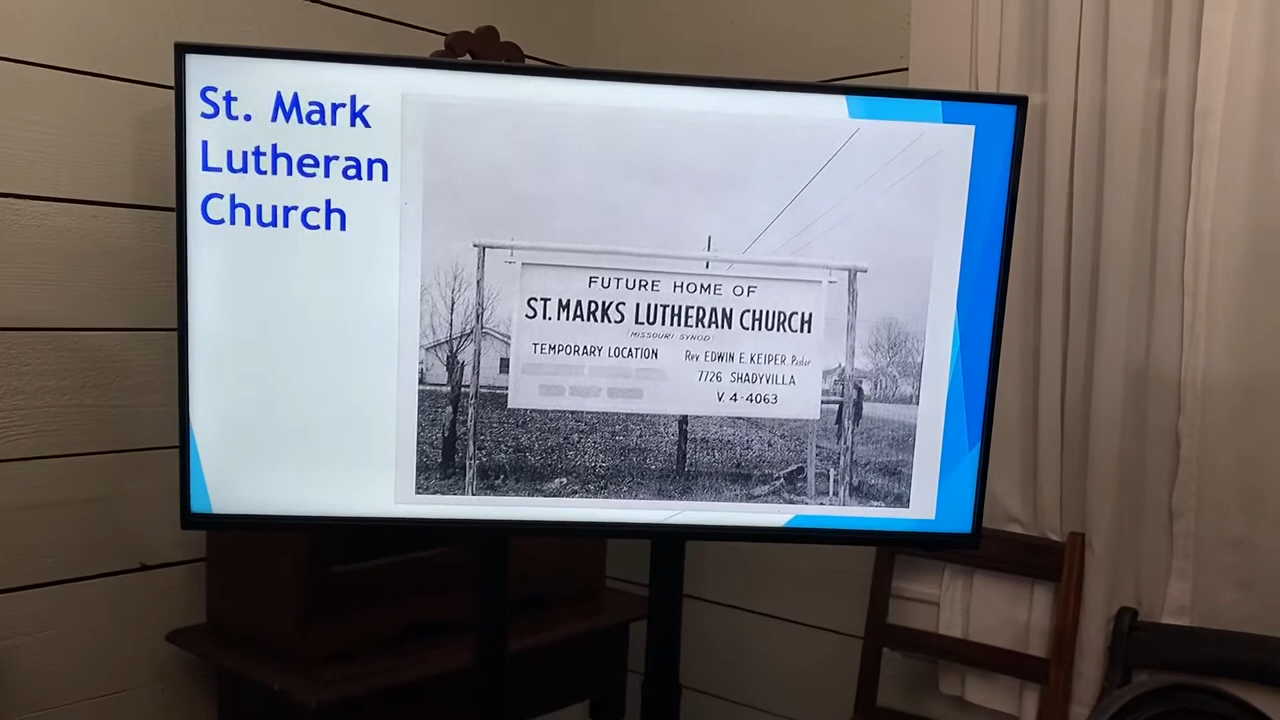 St. Mark
Lutheran
Church
FUTURE HOME OF
ST. MARKS LUTHERAN CHURCH
(MISSOURI SYNOD)
TEMPORARY LOCATION
Rev. EDWIN E. KEIPER, Pastor
7726 SHADYVILLA
V. 4-4063